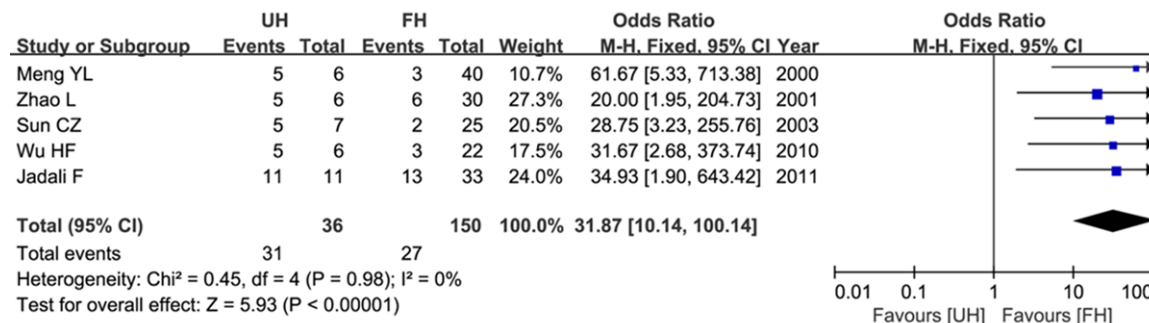 UH FH Odds Ratio Odds Ratio
Study or Subgroup Events Total Events Total Weight M-H, Fixed, 95% CI Year M-H, Fixed, 95% CI
Meng YL 5 6 3 40 10.7% 61.67 [5.33, 713.38] 2000
Zhao L 5 6 6 30 27.3% 20.00 [1.95, 204.73] 2001
Sun CZ 5 7 2 25 20.5% 28.75 [3.23, 255.76] 2003
Wu HF 5 6 3 22 17.5% 31.67 [2.68, 373.74] 2010
Jadali F 11 11 13 33 24.0% 34.93 [1.90, 643.42] 2011
Total (95% CI) 36 150 100.0% 31.87 [10.14, 100.14]
Total events 31 27
Heterogeneity: Chi² = 0.45, df = 4 (P = 0.98); I² = 0%
Test for overall effect: Z = 5.93 (P < 0.00001)
0.01 0.1 1 10 100
Favours [UH] Favours [FH]